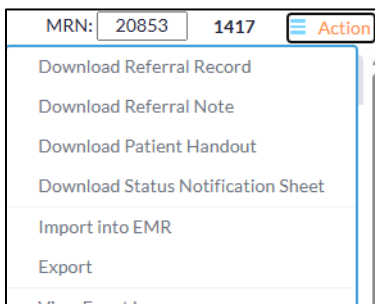 MRN: 20853 1417 Action
Download Referral Record
Download Referral Note
Download Patient Handout
Download Status Notification Sheet
Import into EMR
Export